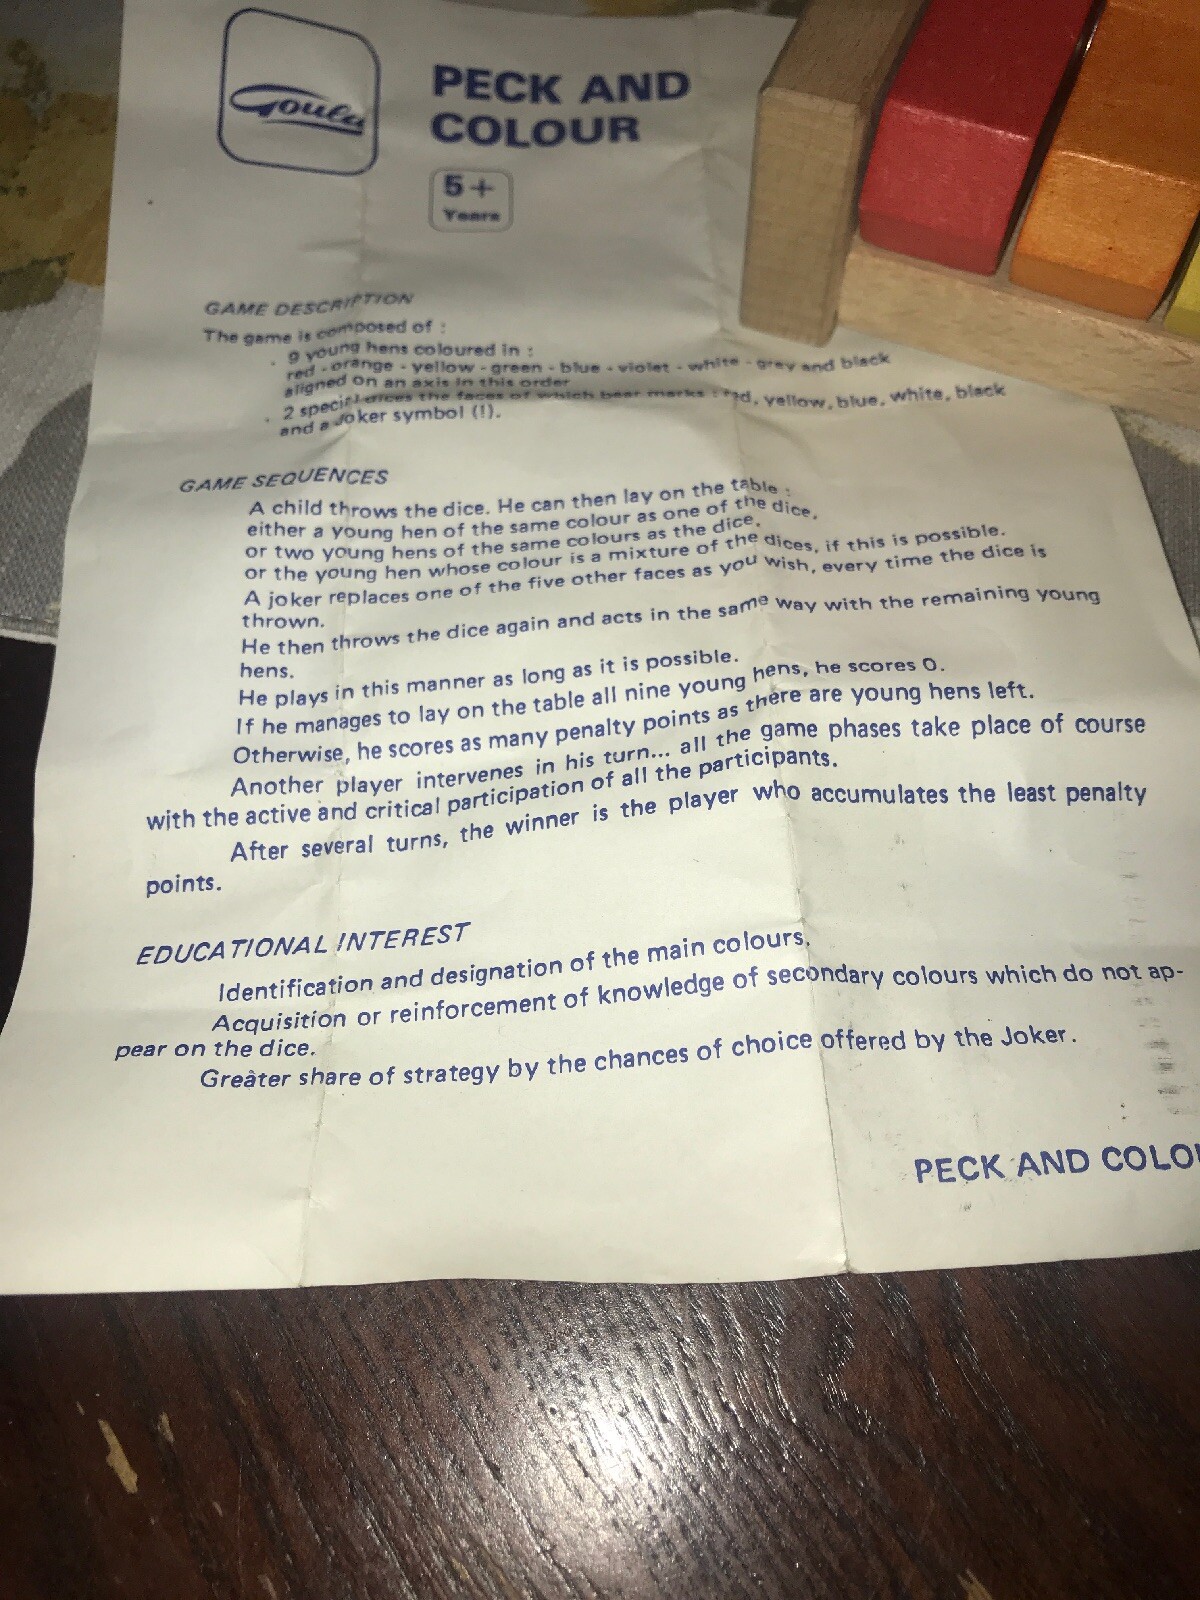 Goula
PECK AND
COLOUR
5+
Years
GAME DESCRIPTION
The game is composed of :
. 9 young hens coloured in :
red - orange - yellow - green - blue - violet - white - grey and black
aligned on an axis in this order
. 2 special dices the faces of which bear marks : red, yellow, blue, white, black
and a Joker symbol (!).
GAME SEQUENCES
A child throws the dice. He can then lay on the table :
either a young hen of the same colour as one of the dice,
or two young hens of the same colours as the dice,
or the young hen whose colour is a mixture of the dices, if this is possible.
A joker replaces one of the five other faces as you wish, every time the dice is
thrown.
He then throws the dice again and acts in the same way with the remaining young
hens.
He plays in this manner as long as it is possible.
If he manages to lay on the table all nine young hens, he scores 0.
Otherwise, he scores as many penalty points as there are young hens left.
Another player intervenes in his turn... all the game phases take place of course
with the active and critical participation of all the participants.
After several turns, the winner is the player who accumulates the least penalty
points.
EDUCATIONAL INTEREST
Identification and designation of the main colours.
Acquisition or reinforcement of knowledge of secondary colours which do not ap-
pear on the dice.
Greater share of strategy by the chances of choice offered by the Joker.
PECK AND COLOU